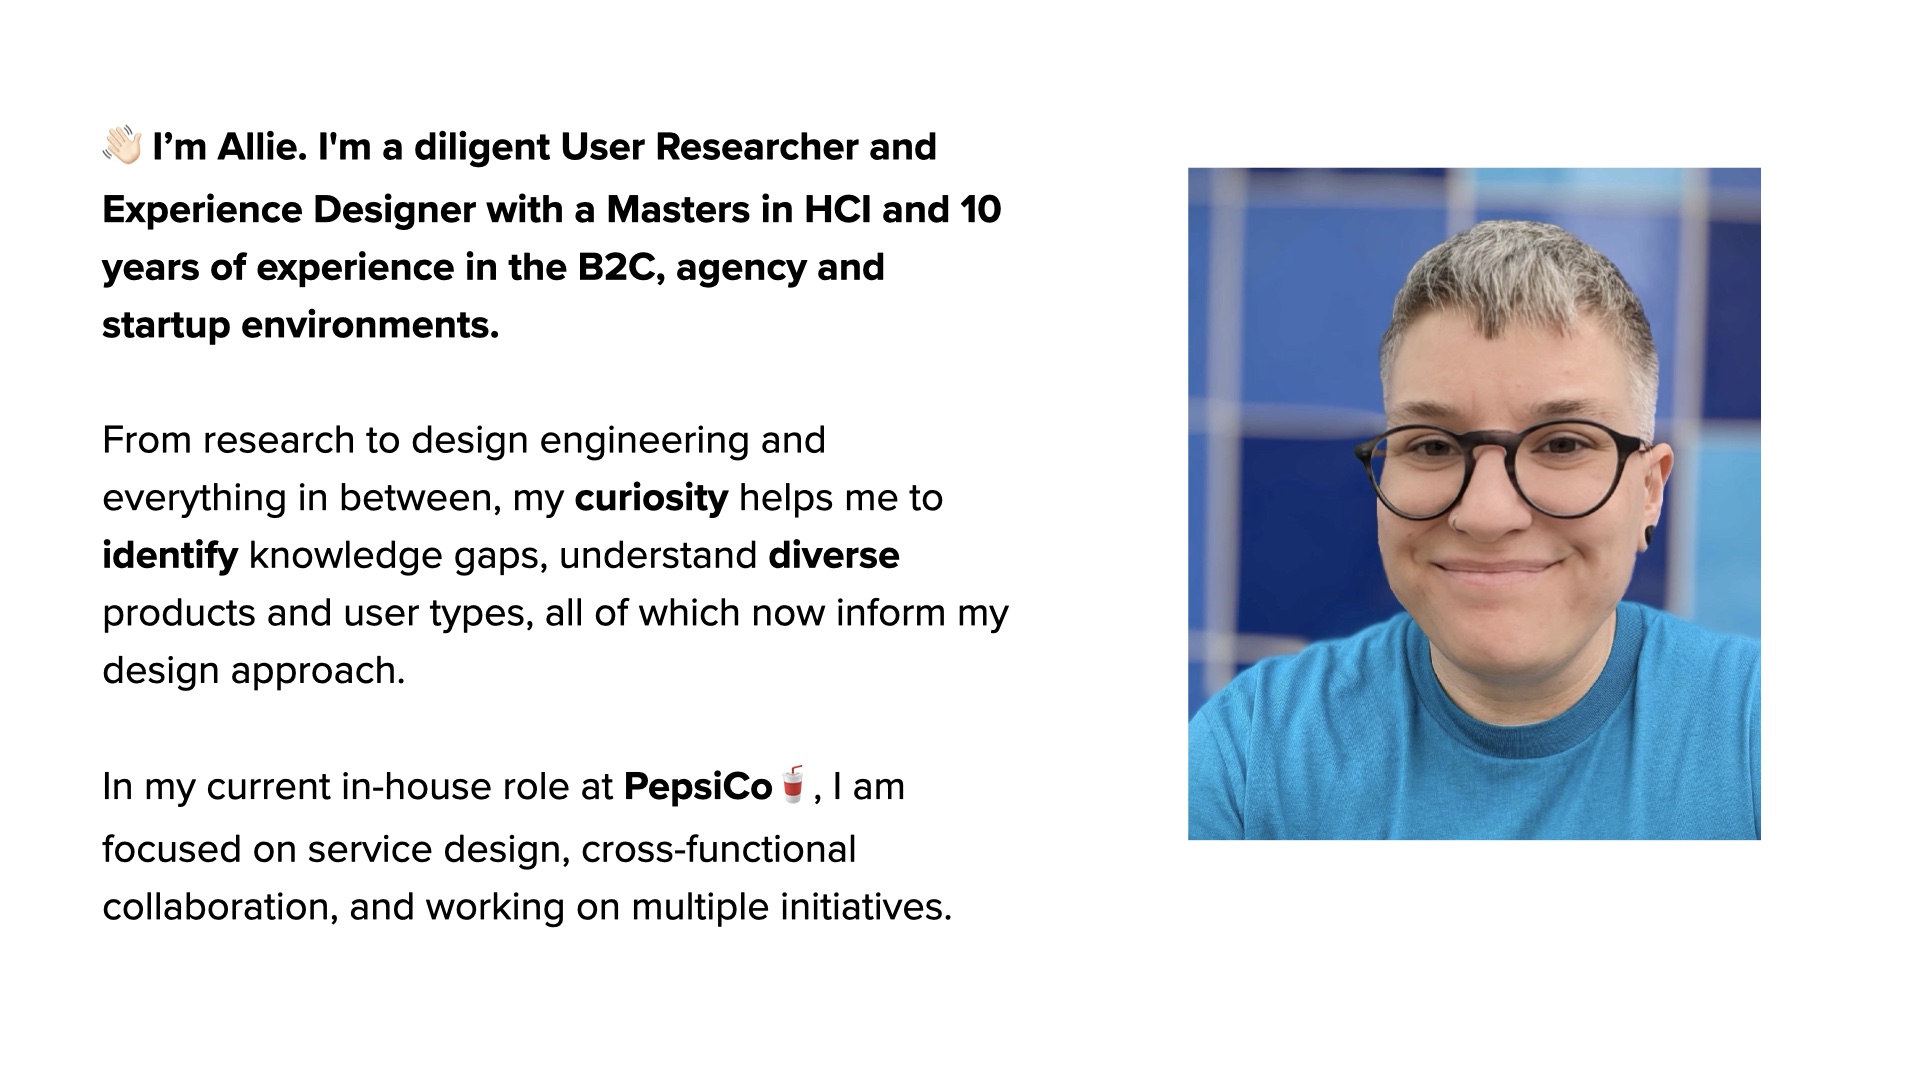 👋🏻 I’m Allie. I'm a diligent User Researcher and
Experience Designer with a Masters in HCI and 10
years of experience in the B2C, agency and
startup environments.
From research to design engineering and
everything in between, my curiosity helps me to
identify knowledge gaps, understand diverse
products and user types, all of which now inform my
design approach.
In my current in-house role at PepsiCo🥤, I am
focused on service design, cross-functional
collaboration, and working on multiple initiatives.